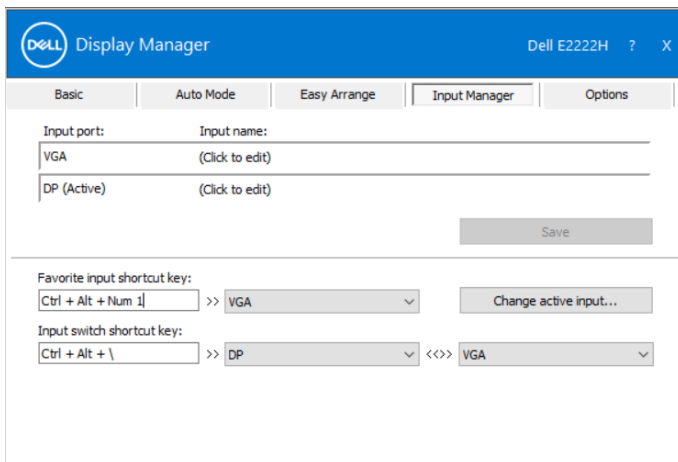 DELL Display Manager Dell E2222H ? X
Basic Auto Mode Easy Arrange Input Manager Options
Input port: Input name:
VGA (Click to edit)
DP (Active) (Click to edit)
Save
Favorite input shortcut key:
Ctrl + Alt + Num 1 >> VGA Change active input...
Input switch shortcut key:
Ctrl + Alt + \ >> DP <<>> VGA